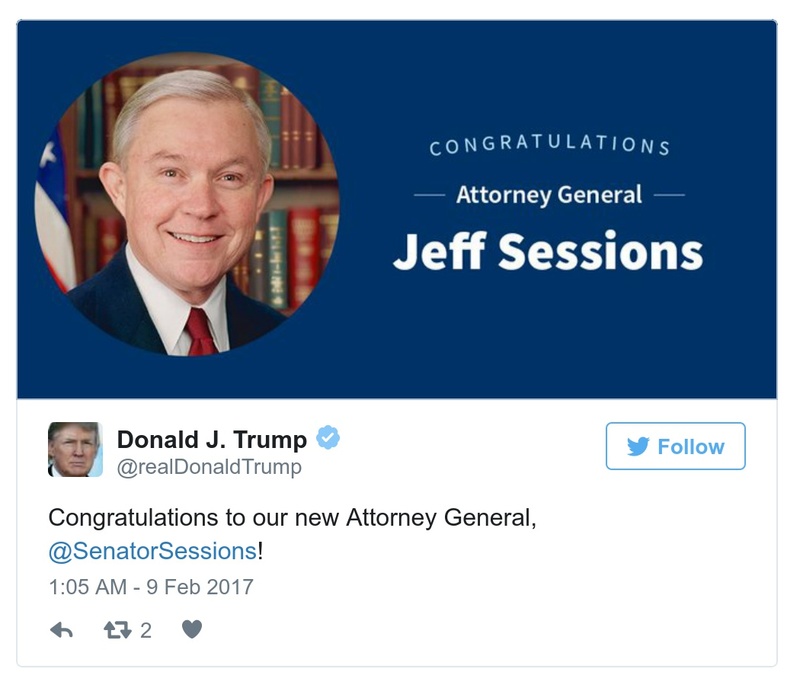 CONGRATULATIONS
Attorney General
Jeff Sessions
Donald J. Trump
@realDonaldTrump
Follow
Congratulations to our new Attorney General,
@SenatorSessions!
1:05 AM - 9 Feb 2017
2